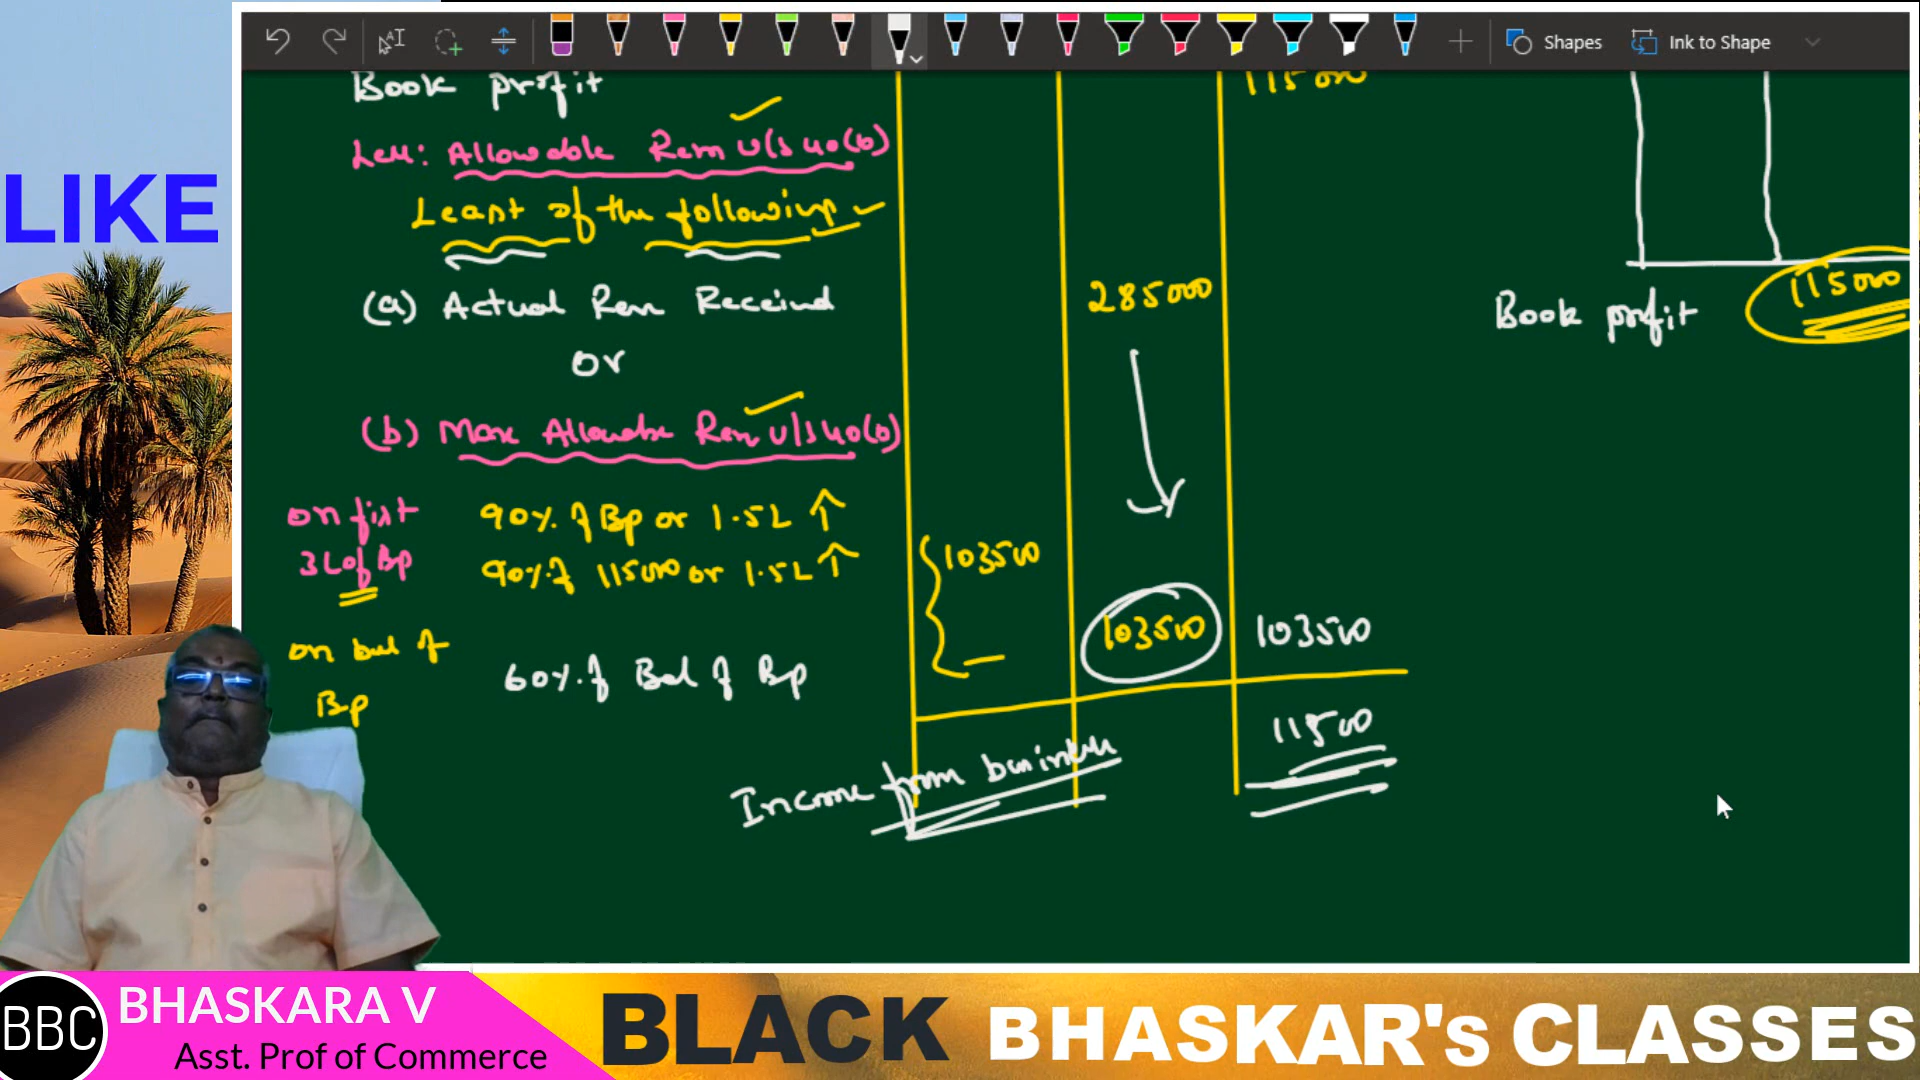 Shapes
Ink to Shape
LIKE
Book profit
115000
Less: Allowable Rem u/s 40(b)
Least of the following
(a) Actual Rem Received
285000
Book profit
115000
or
(b) Max Allowable Rem u/s 40(b)
on first
3L of Bp
90% of Bp or 1.5L ↑
90% of 115000 or 1.5L ↑
103500
on bal of
Bp
60% of Bal of Bp
103500
103500
11500
Income from business
BBC
BHASKARA V
Asst. Prof of Commerce
BLACK BHASKAR's CLASSES